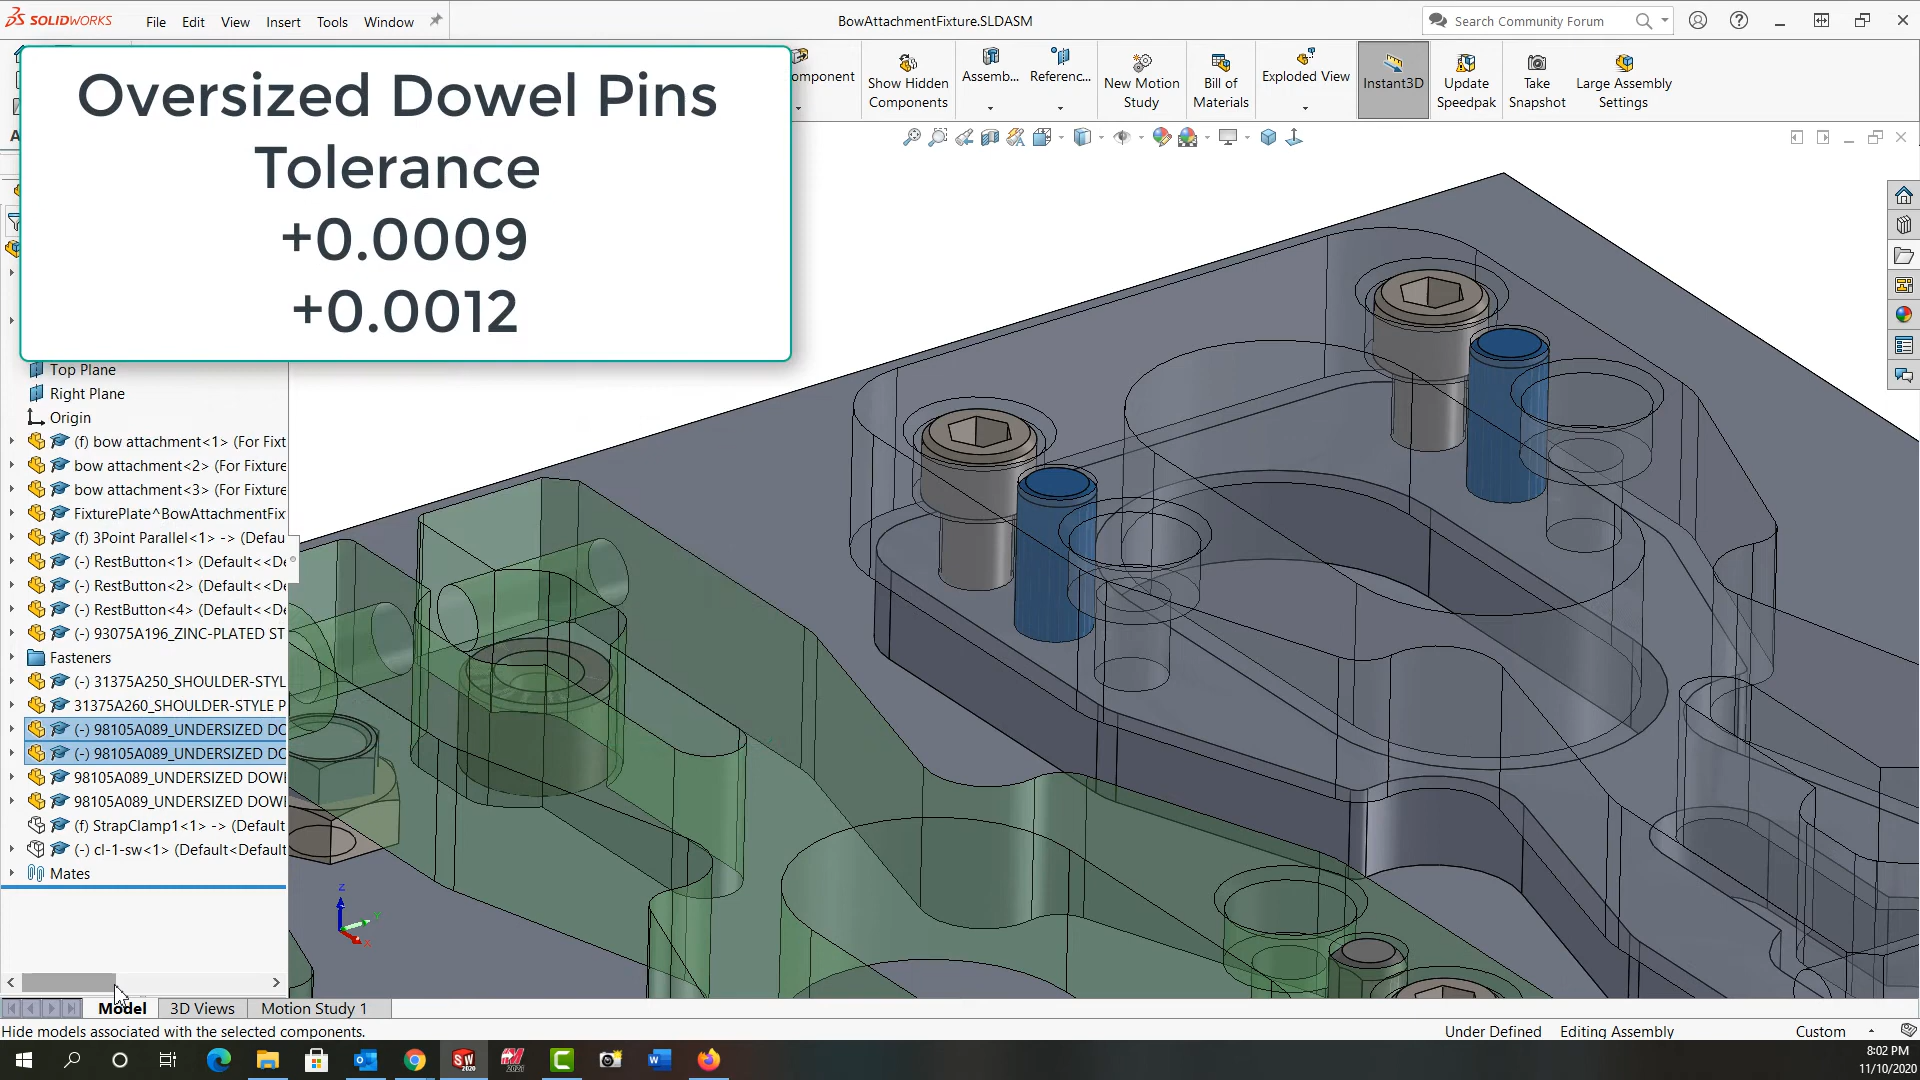 SOLIDWORKS
File Edit View Insert Tools Window
BowAttachmentFixture.SLDASM
Search Community Forum
Oversized Dowel Pins
Tolerance
+0.0009
+0.0012
omponent
Show Hidden
Components
Assemb...
Referenc...
New Motion
Study
Bill of
Materials
Exploded View
Instant3D
Update
Speedpak
Take
Snapshot
Large Assembly
Settings
Top Plane
Right Plane
Origin
(f) bow attachment<1> (For Fixt
bow attachment<2> (For Fixture
bow attachment<3> (For Fixture
FixturePlate^BowAttachmentFix
(f) 3Point Parallel<1> -> (Defau
(-) RestButton<1> (Default<<De
(-) RestButton<2> (Default<<De
(-) RestButton<4> (Default<<De
(-) 93075A196_ZINC-PLATED ST
Fasteners
(-) 31375A250_SHOULDER-STYL
31375A260_SHOULDER-STYLE P
(-) 98105A089_UNDERSIZED DO
(-) 98105A089_UNDERSIZED DO
98105A089_UNDERSIZED DOWE
98105A089_UNDERSIZED DOWE
(f) StrapClamp1<1> -> (Default
(-) cl-1-sw<1> (Default<Default
Mates
Z
Y
X
Model 3D Views Motion Study 1
Hide models associated with the selected components.
Under Defined Editing Assembly Custom
8:02 PM
11/10/2020